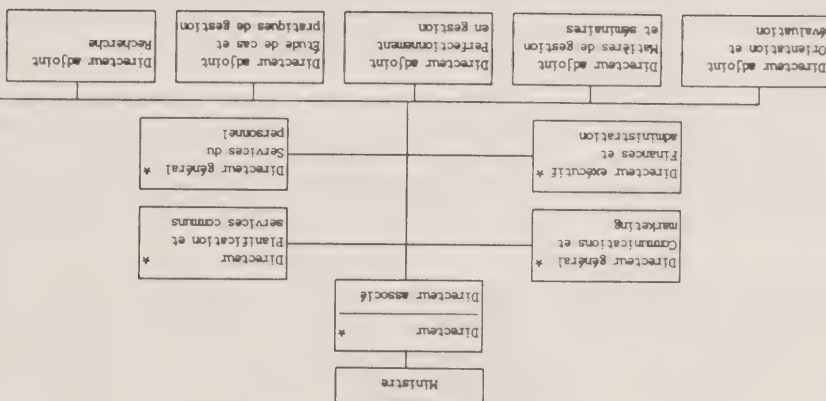 Ministre
Directeur *
Directeur associé
Directeur général *
Communications et
marketing
Directeur *
Planification et
services communs
Directeur exécutif *
Finances et
administration
Directeur général *
Services du
personnel
Directeur adjoint
Orientation et
évaluation
Directeur adjoint
Matières de gestion
et séminaires
Directeur adjoint
Perfectionnement
en gestion
Directeur adjoint
Étude de cas et
pratiques de gestion
Directeur adjoint
Recherche